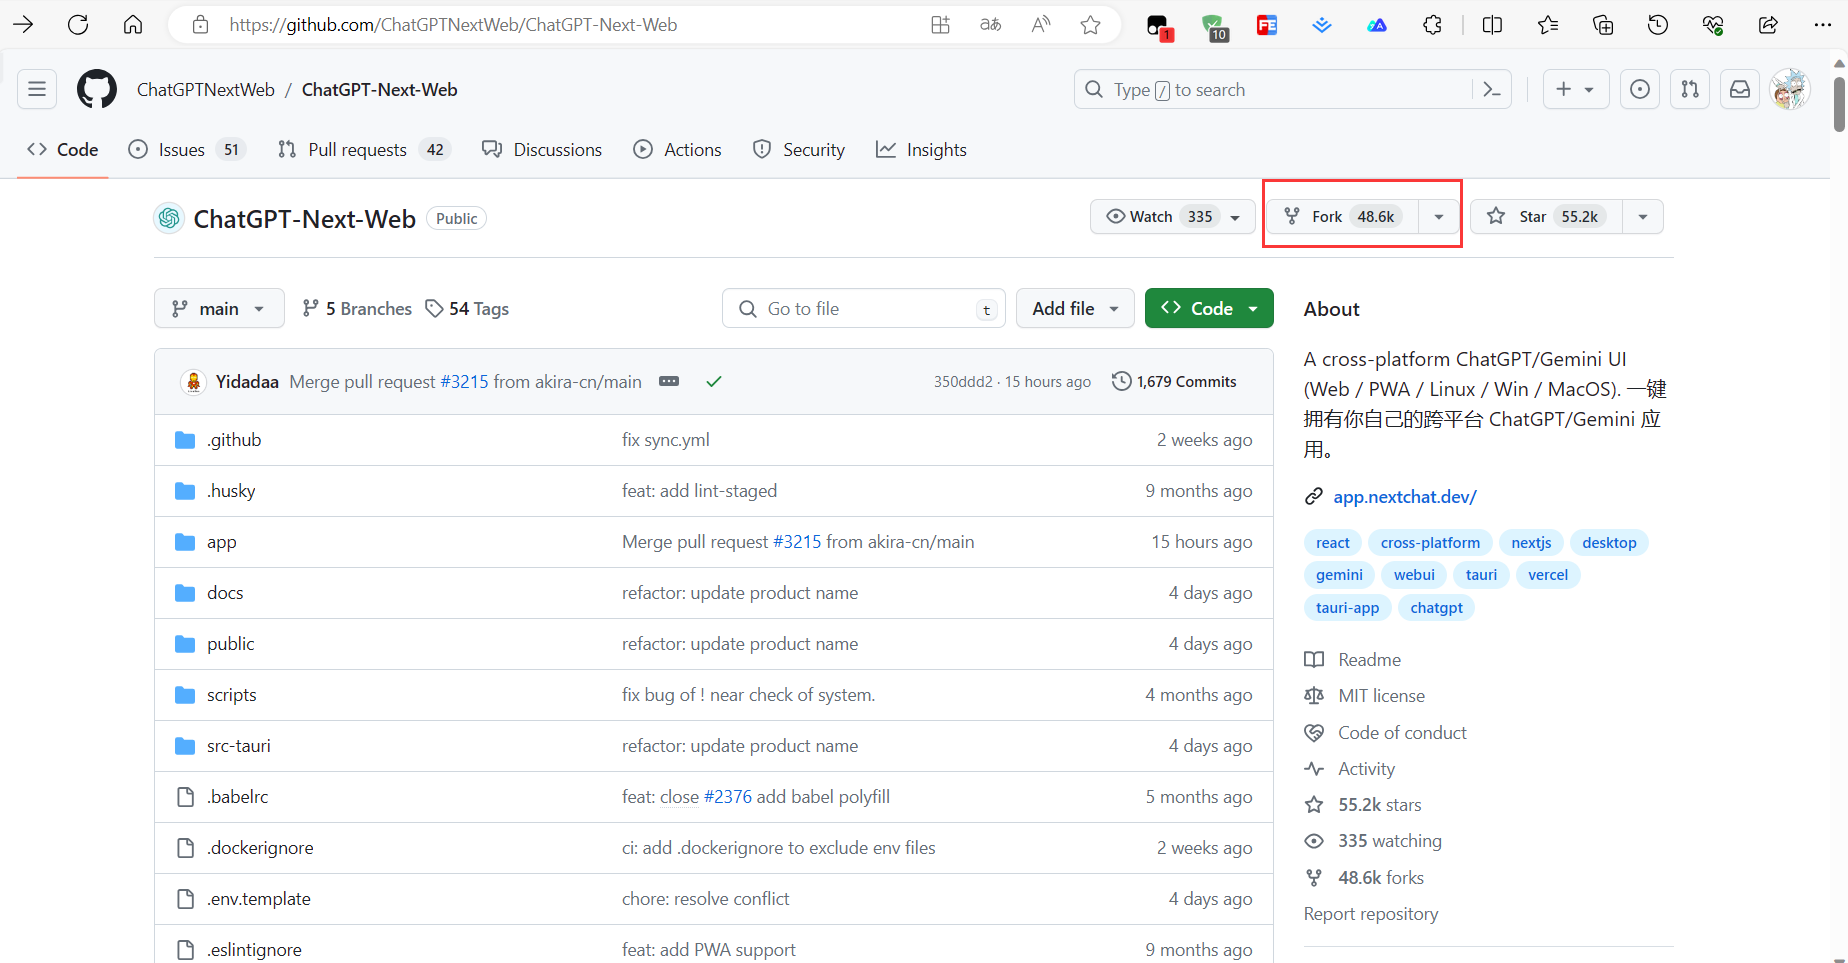 https://github.com/ChatGPTNextWeb/ChatGPT-Next-Web
aあ
A
1
10
FE
ChatGPTNextWeb / ChatGPT-Next-Web
Type / to search
Code
Issues 51
Pull requests 42
Discussions
Actions
Security
Insights
ChatGPT-Next-Web Public
Watch 335
Fork 48.6k
Star 55.2k
main
5 Branches
54 Tags
Go to file t
Add file
Code
Yidadaa Merge pull request #3215 from akira-cn/main
350ddd2 · 15 hours ago
1,679 Commits
.github fix sync.yml 2 weeks ago
.husky feat: add lint-staged 9 months ago
app Merge pull request #3215 from akira-cn/main 15 hours ago
docs refactor: update product name 4 days ago
public refactor: update product name 4 days ago
scripts fix bug of ! near check of system. 4 months ago
src-tauri refactor: update product name 4 days ago
.babelrc feat: close #2376 add babel polyfill 5 months ago
.dockerignore ci: add .dockerignore to exclude env files 2 weeks ago
.env.template chore: resolve conflict 4 days ago
.eslintignore feat: add PWA support 9 months ago
About
A cross-platform ChatGPT/Gemini UI
(Web / PWA / Linux / Win / MacOS). 一键
拥有你自己的跨平台 ChatGPT/Gemini 应
用。
app.nextchat.dev/
react cross-platform nextjs desktop
gemini webui tauri vercel
tauri-app chatgpt
Readme
MIT license
Code of conduct
Activity
55.2k stars
335 watching
48.6k forks
Report repository